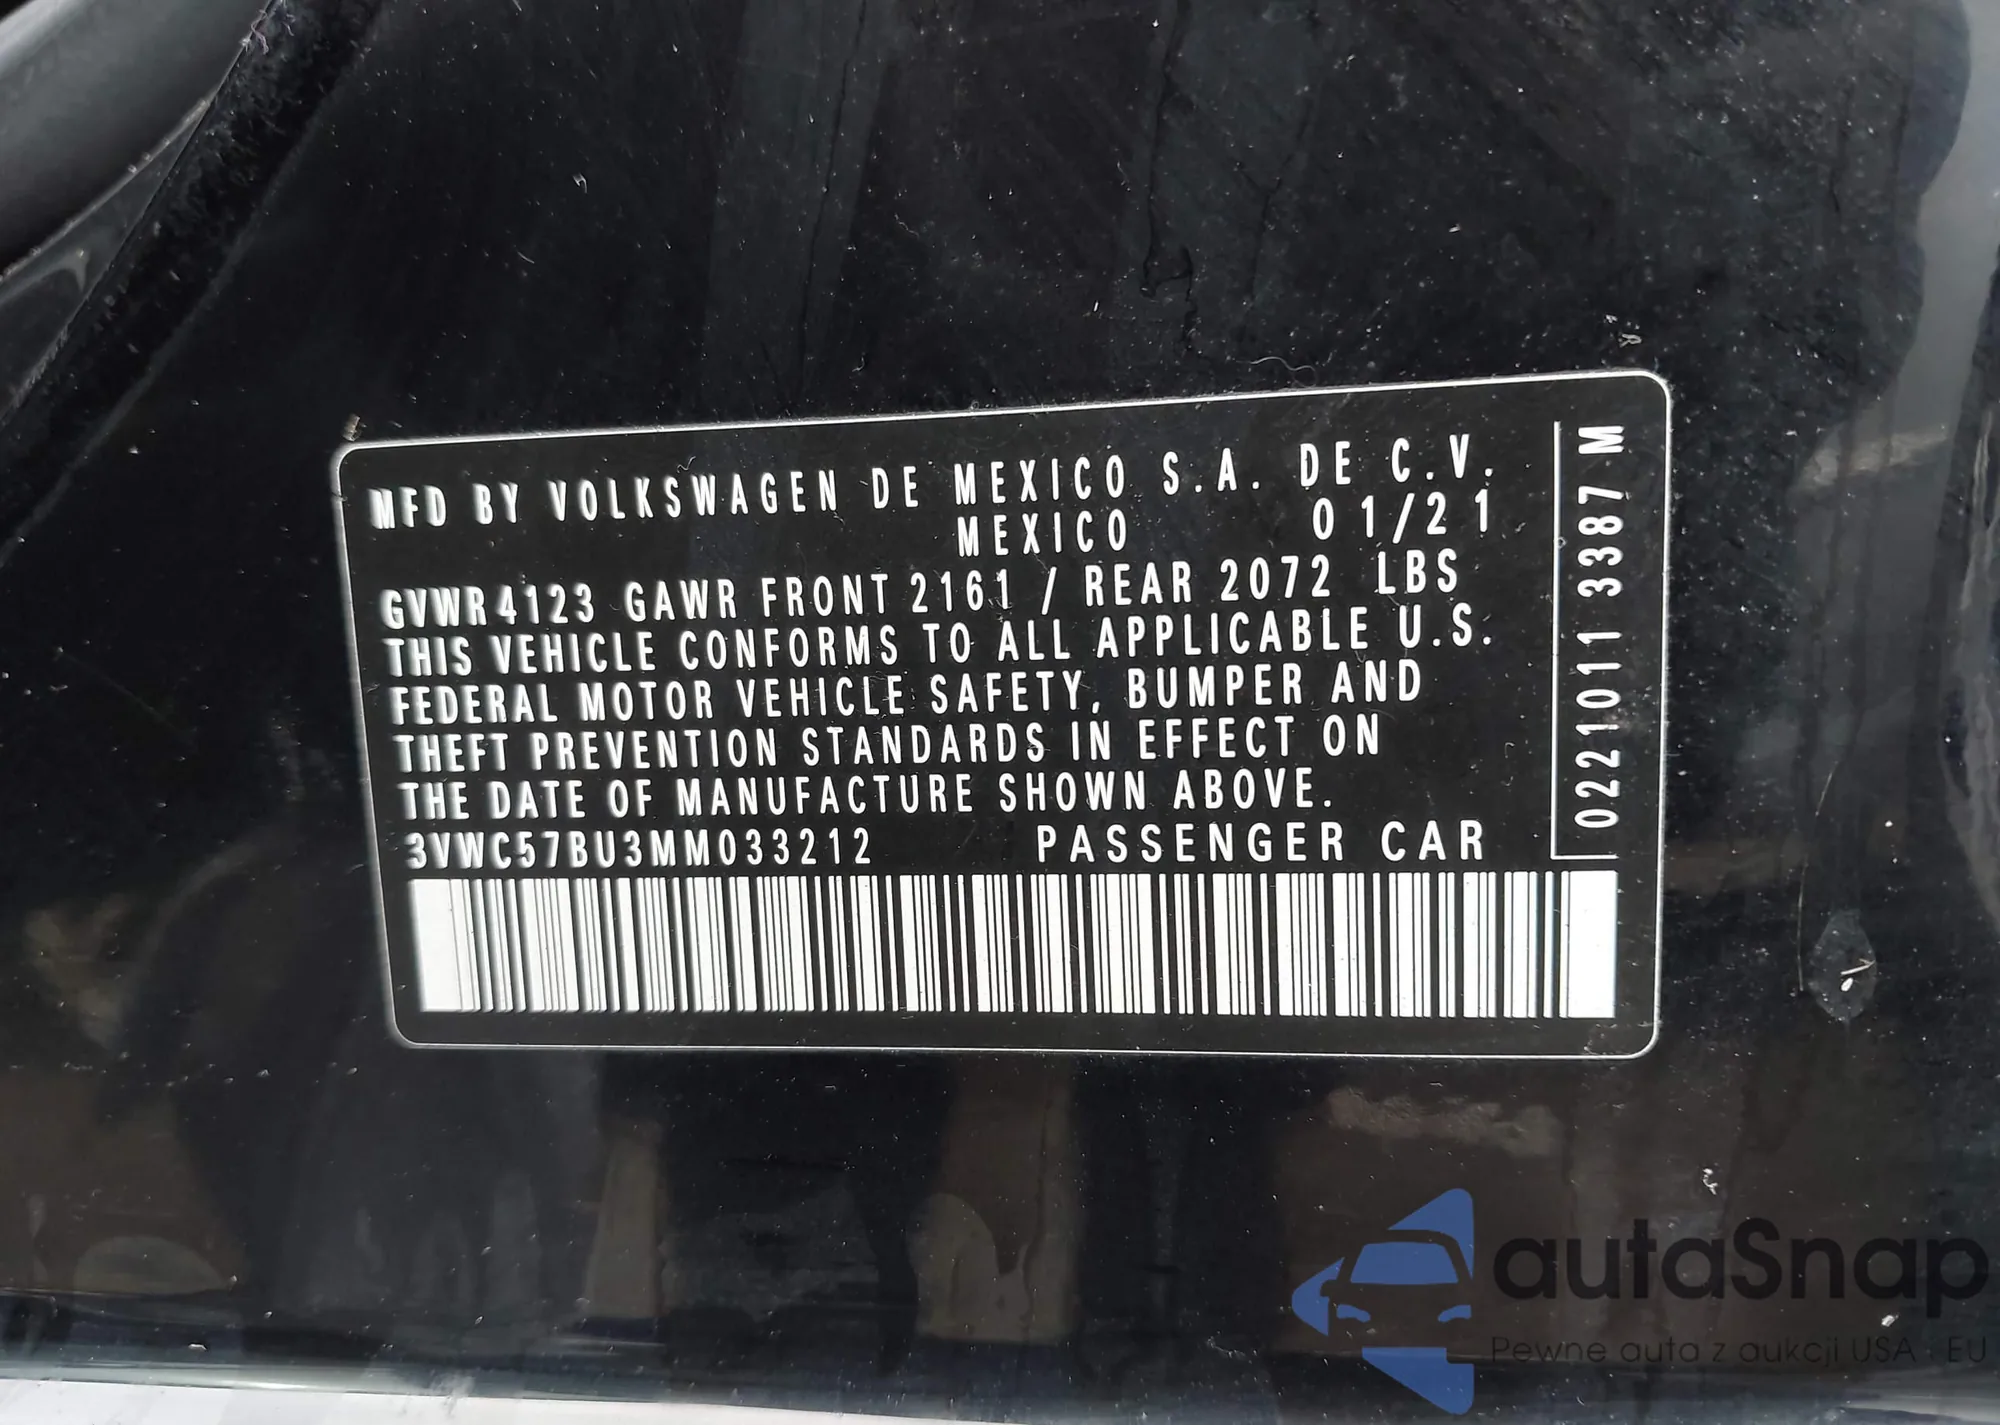 MFD BY VOLKSWAGEN DE MEXICO S.A. DE C.V.
MEXICO 01/21
GVWR 4123 GAWR FRONT 2161 / REAR 2072 LBS
THIS VEHICLE CONFORMS TO ALL APPLICABLE U.S.
FEDERAL MOTOR VEHICLE SAFETY, BUMPER AND
THEFT PREVENTION STANDARDS IN EFFECT ON
THE DATE OF MANUFACTURE SHOWN ABOVE.
3VWC57BU3MM033212 PASSENGER CAR
0221011 3387 M
autaSnap
Pewne auta z aukcji USA i EU